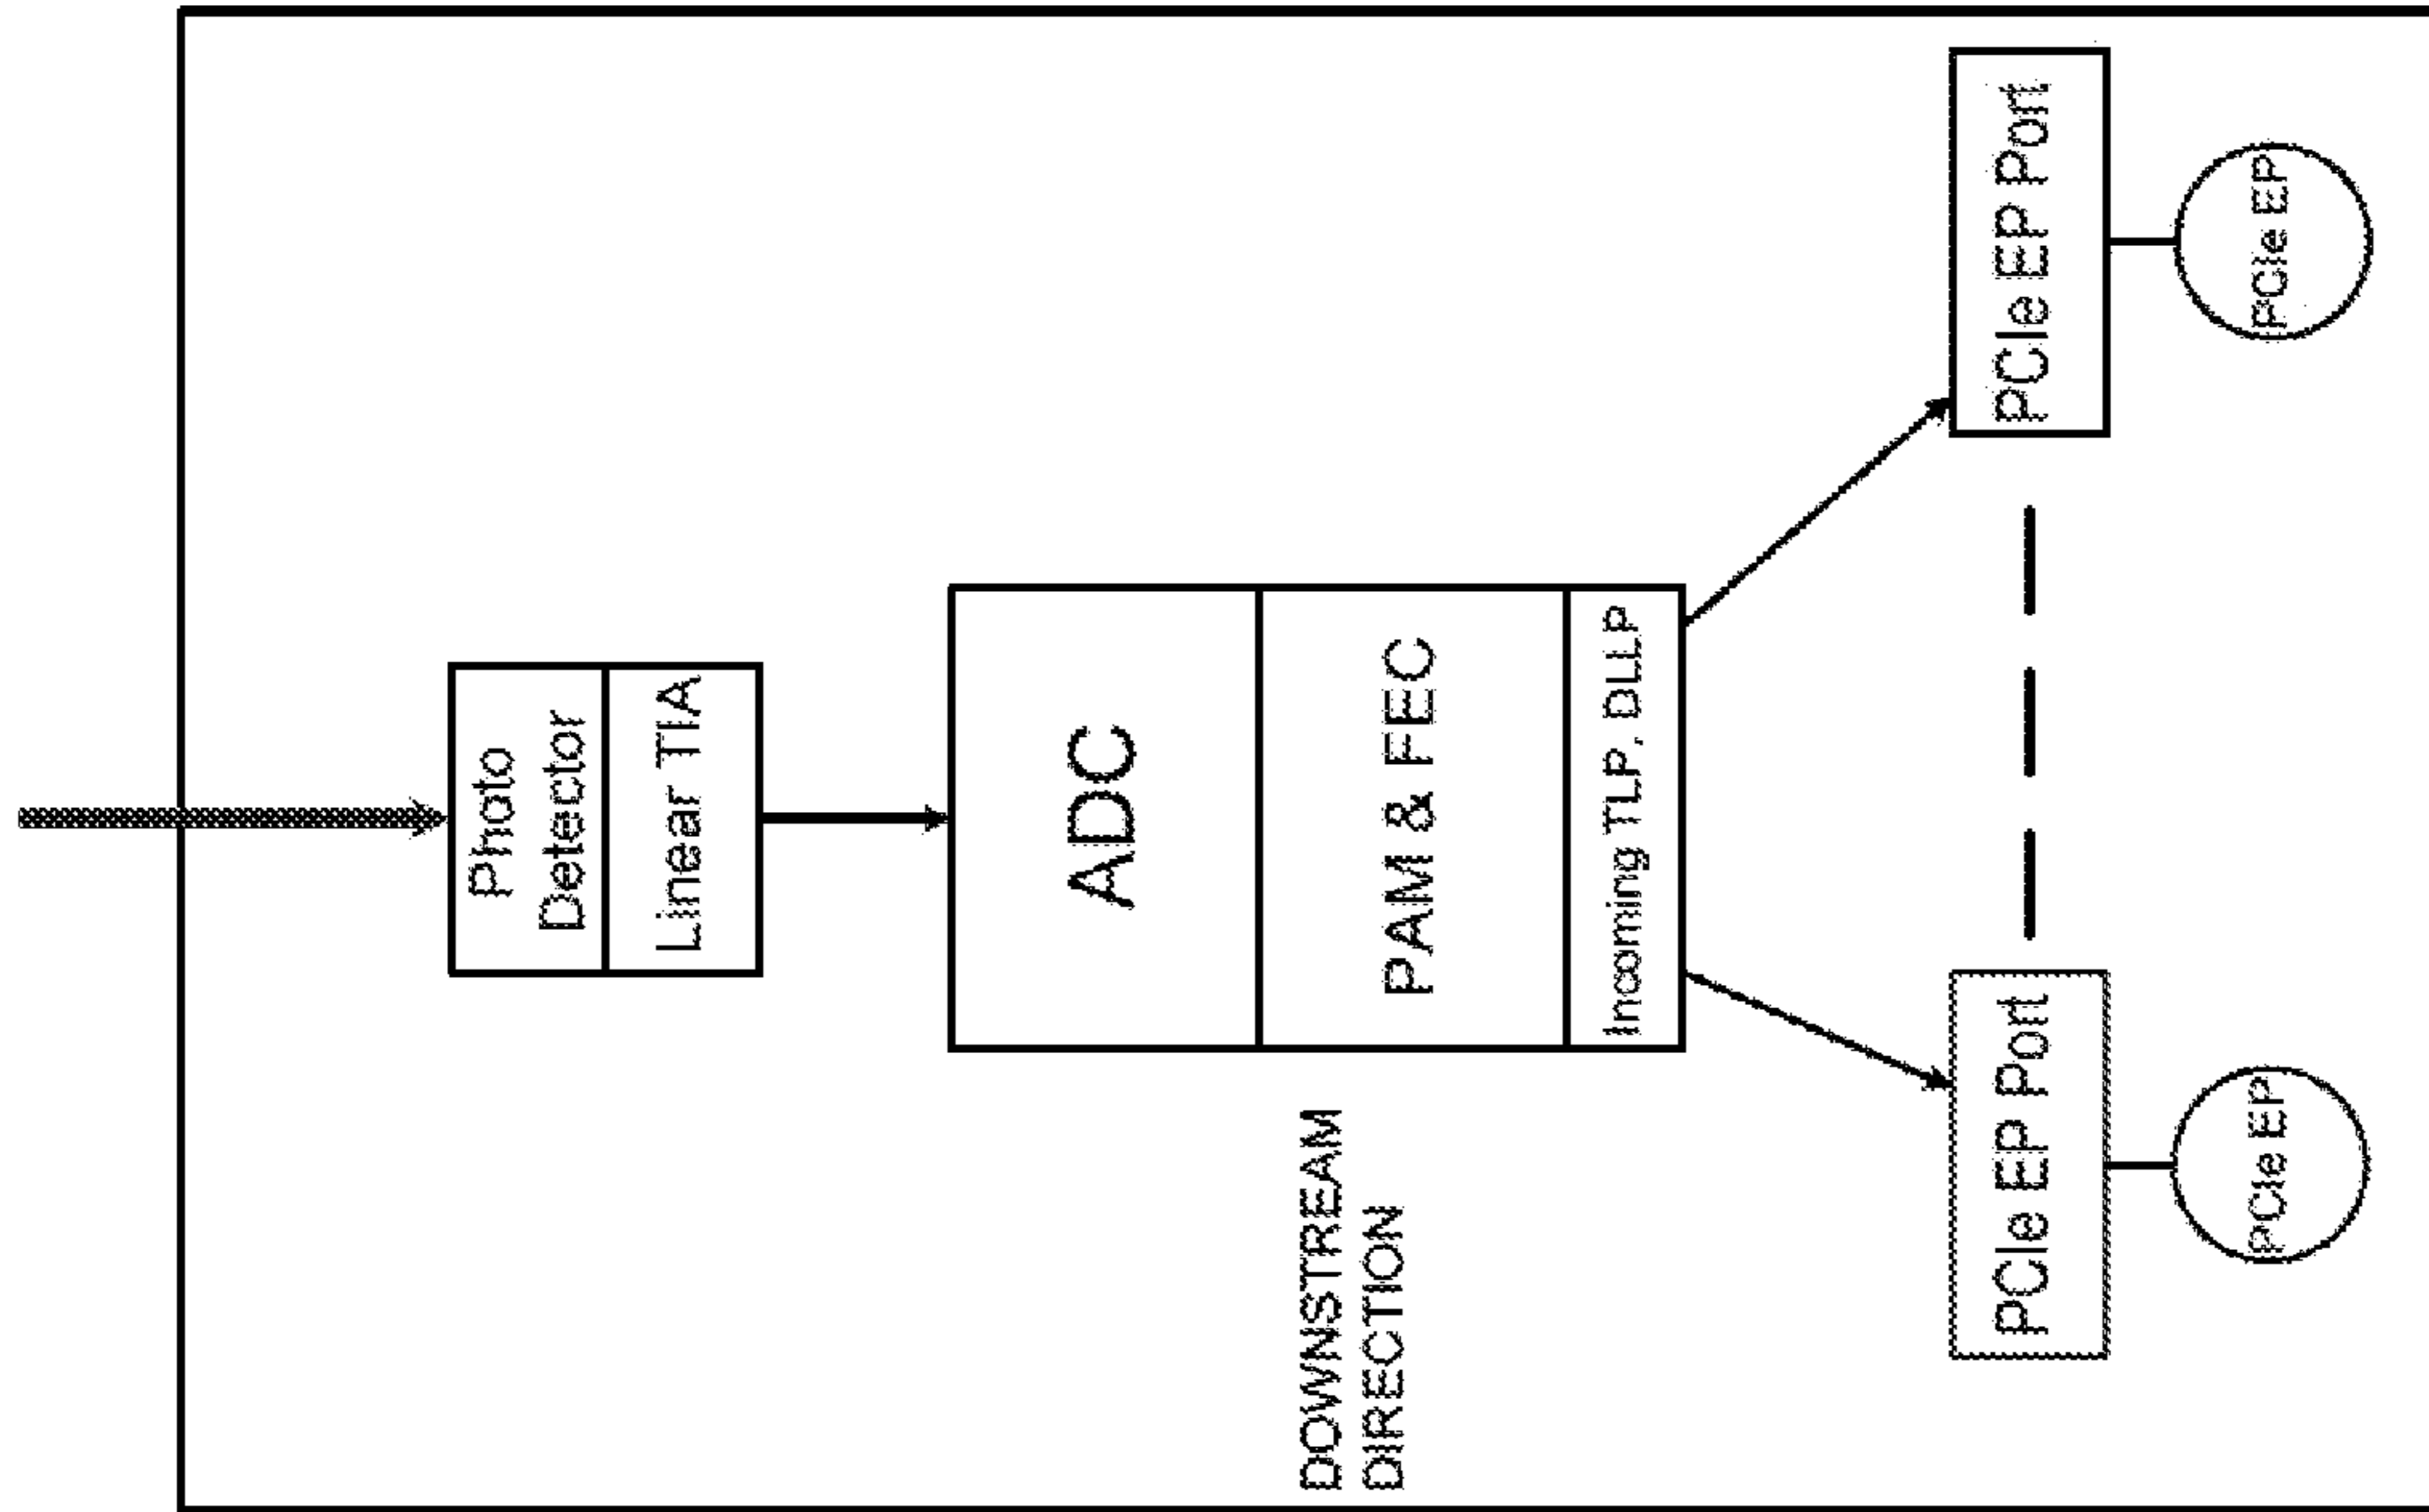 Photo
Detector
Linear TIA
ADC
PAM & FEC
Incoming TLP, DLLP
DOWNSTREAM
DIRECTION
PCIe EP Port
PCIe EP
PCIe EP Port
PCIe EP